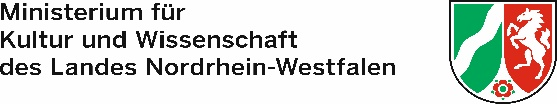 Ministerium für
Kultur und Wissenschaft
des Landes Nordrhein-Westfalen